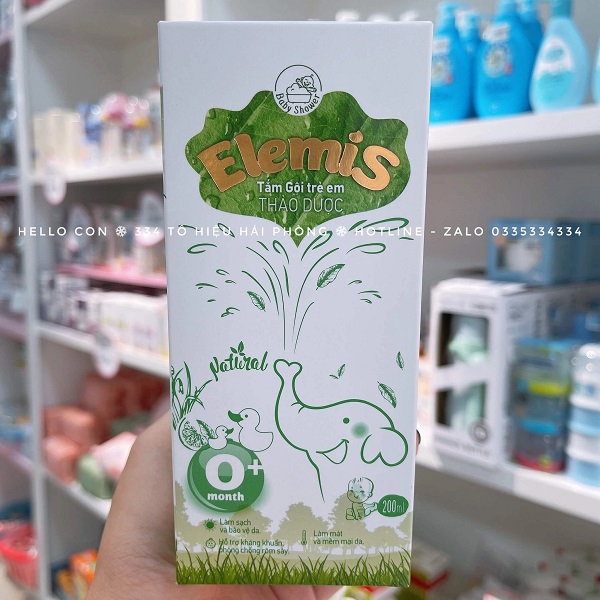 Baby Shower
Elemis
Tắm Gội trẻ em
THẢO DƯỢC
HELLO CON ❄ 334 TÔ HIỆU HẢI PHÒNG ❄ HOTLINE - ZALO 0335334334
Natural
0+
month
200ml
Làm sạch
và bảo vệ da.
Hỗ trợ kháng khuẩn,
phòng chống rôm sảy.
Làm mát
và mềm mại da.